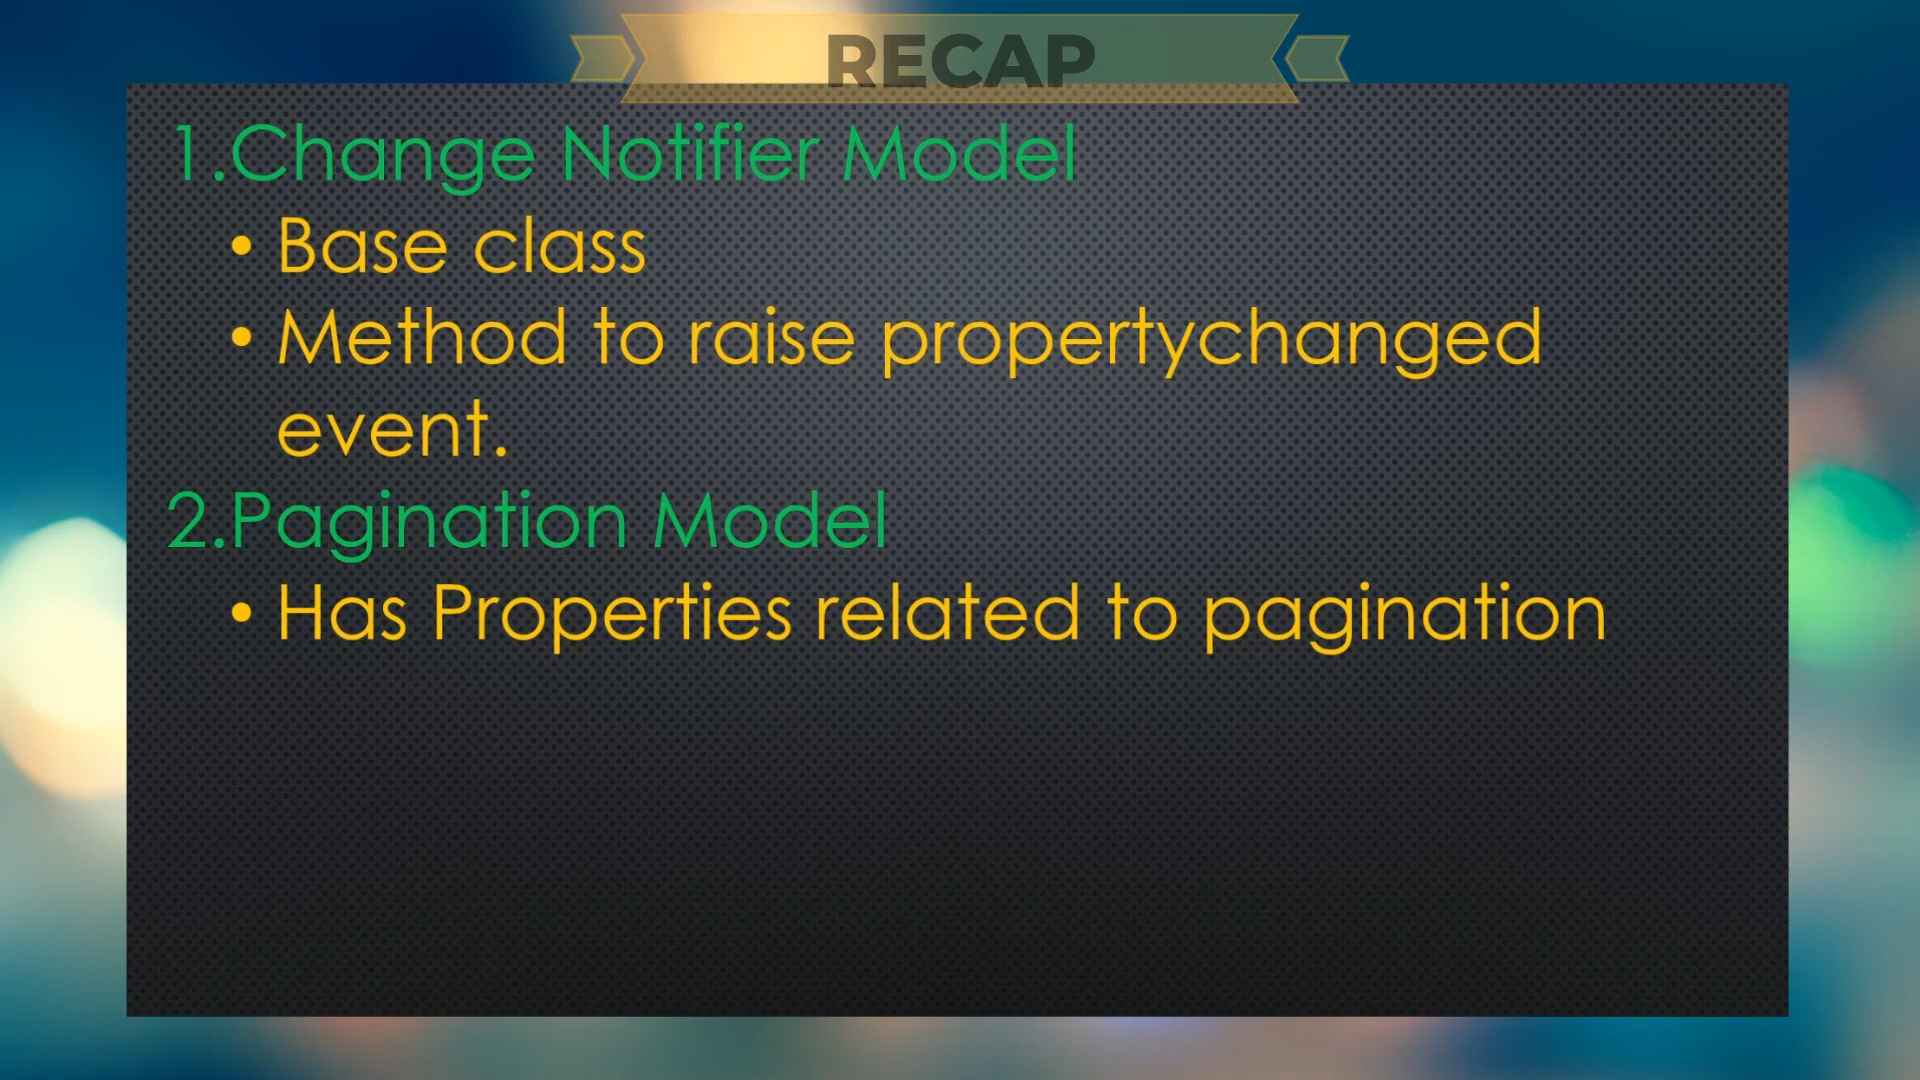 RECAP
1.Change Notifier Model
• Base class
• Method to raise propertychanged
event.
2.Pagination Model
• Has Properties related to pagination